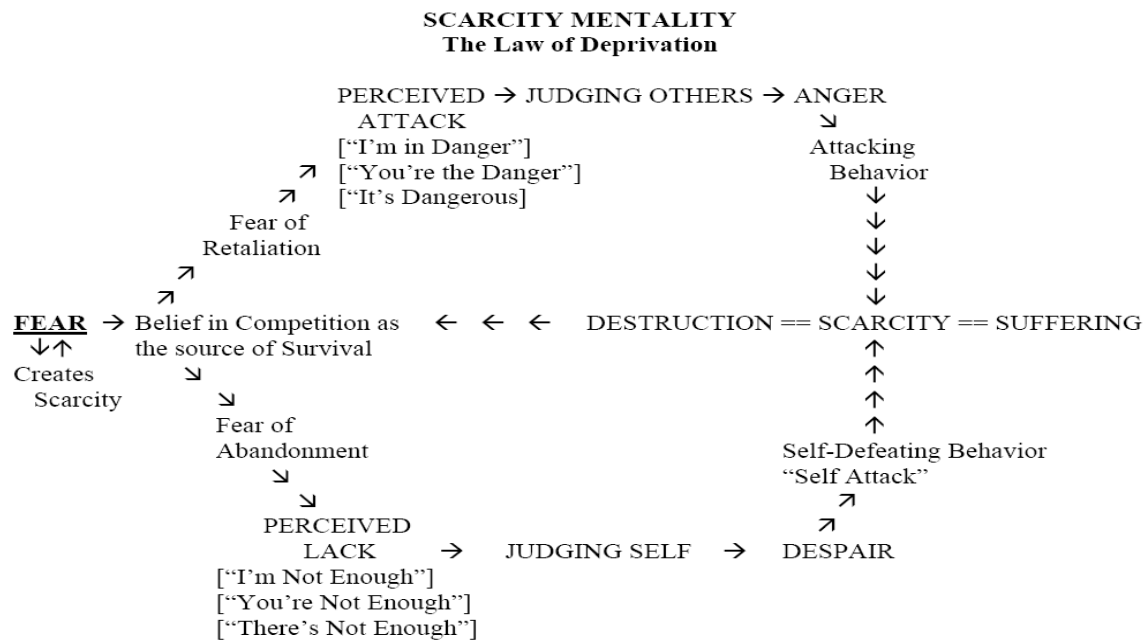 SCARCITY MENTALITY
The Law of Deprivation
PERCEIVED → JUDGING OTHERS → ANGER
ATTACK ↘
["I'm in Danger"] Attacking
↗ ["You're the Danger"] Behavior
↗ ["It's Dangerous] ↓
Fear of ↓
Retaliation ↓
↗ ↓
↗ ↓
FEAR → Belief in Competition as ← ← ← DESTRUCTION == SCARCITY == SUFFERING
↓↑ the source of Survival ↑
Creates ↘ ↑
Scarcity ↘ ↑
Fear of ↑
Abandonment Self-Defeating Behavior
↘ "Self Attack"
↘ ↗
PERCEIVED ↗
LACK → JUDGING SELF → DESPAIR
["I'm Not Enough"]
["You're Not Enough"]
["There's Not Enough"]